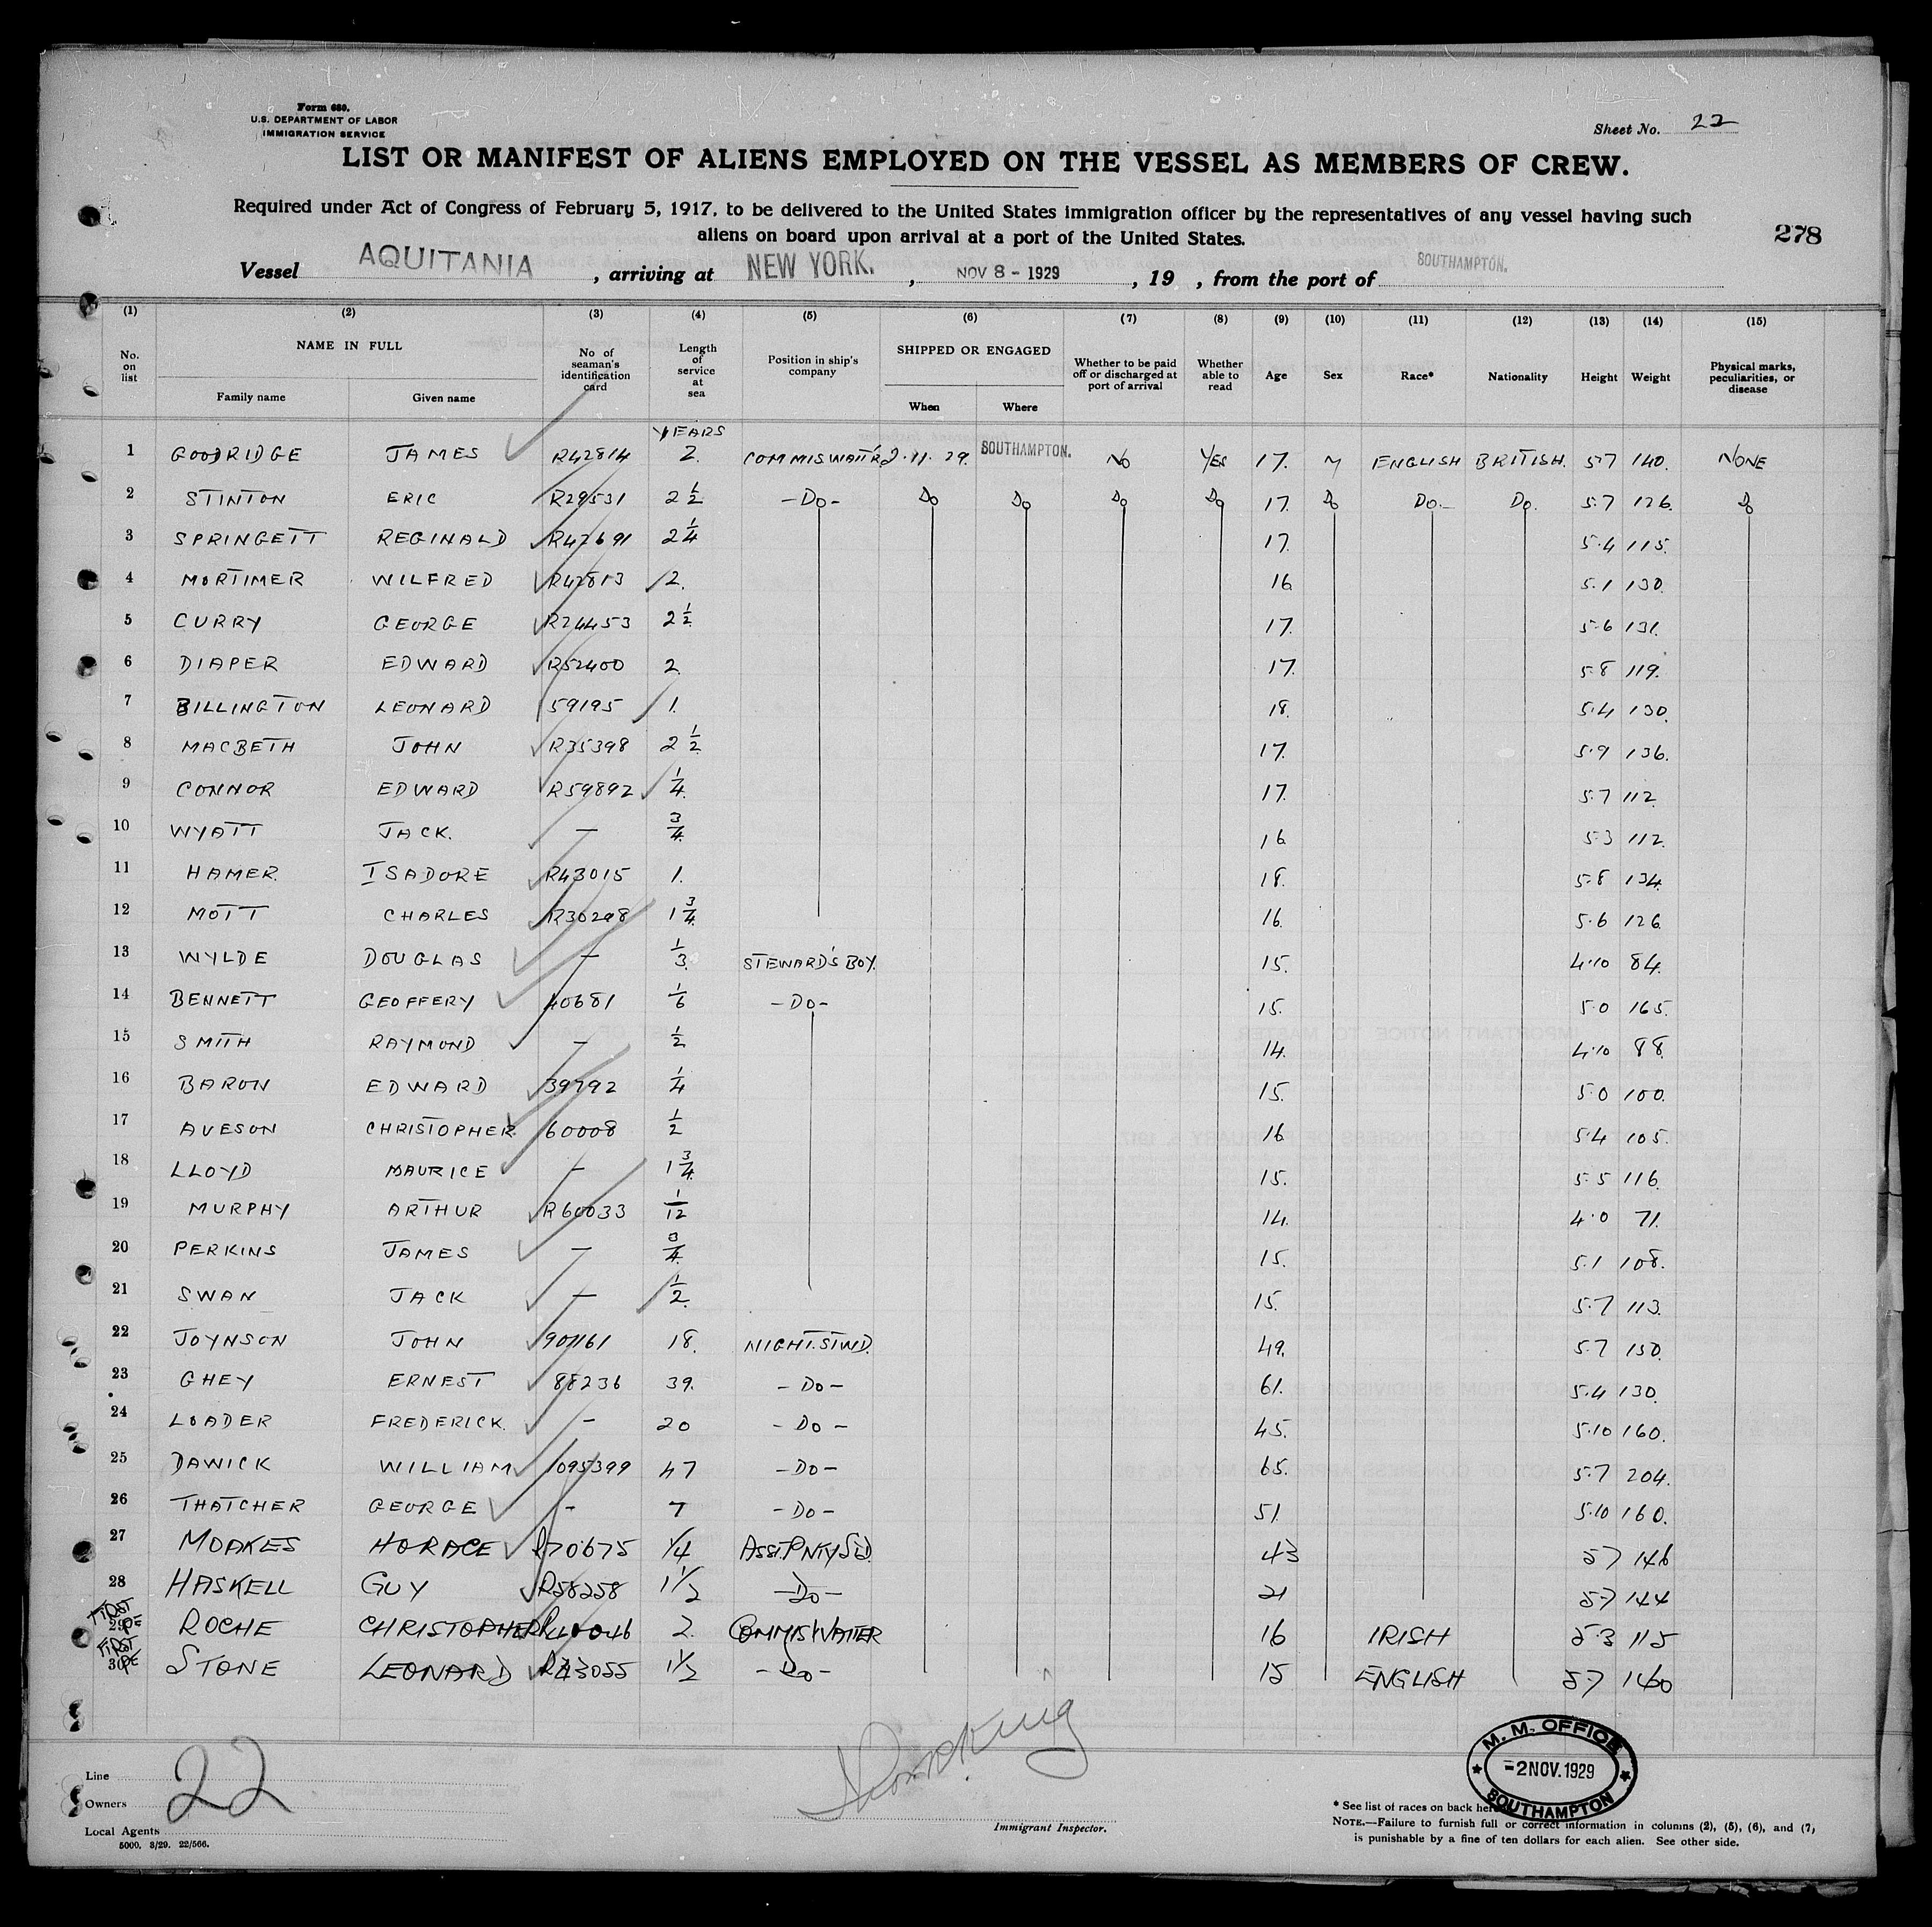 Form 680.
U.S. DEPARTMENT OF LABOR
IMMIGRATION SERVICE
Sheet No. 22
LIST OR MANIFEST OF ALIENS EMPLOYED ON THE VESSEL AS MEMBERS OF CREW.
Required under Act of Congress of February 5, 1917, to be delivered to the United States immigration officer by the representatives of any vessel having such
aliens on board upon arrival at a port of the United States.
278
Vessel AQUITANIA, arriving at NEW YORK., NOV 8 - 1929, 19 , from the port of SOUTHAMPTON.
(1) (2) (3) (4) (5) (6) (7) (8) (9) (10) (11) (12) (13) (14) (15)
No. on list NAME IN FULL Family name Given name No of seaman's identification card Length of service at sea Position in ship's company SHIPPED OR ENGAGED When Where Whether to be paid off or discharged at port of arrival Whether able to read Age Sex Race* Nationality Height Weight Physical marks, peculiarities, or disease
YEARS
1 GOODRIDGE JAMES R42814 2. COMMIS WAIT'R 2.11.29. SOUTHAMPTON. NO YES 17. M ENGLISH BRITISH. 5.7 140. NONE
2 STINTON ERIC R29531 2 1/2 -DO- DO DO DO DO 17. DO DO.- DO. 5.7 126. DO
3 SPRINGETT REGINALD R42691 2 1/4 17. 5.4 115.
4 MORTIMER WILFRED R42813 2. 16 5.1 130.
5 CURRY GEORGE R24453 2 1/2 17. 5.6 131.
6 DIAPER EDWARD R52400 2 17. 5.8 119.
7 BILLINGTON LEONARD 59195 1. 18. 5.4 130.
8 MACBETH JOHN R35398 2 1/2 17. 5.9 136.
9 CONNOR EDWARD R59892 1/4 17. 5.7 112.
10 WYATT JACK. — 3/4 16 5.3 112.
11 HAMER. ISADORE R43015 1. 18. 5.8 134.
12 MOTT CHARLES 1 3/4 16. 5.6 126.
13 WYLDE DOUGLAS — 1/3 STEWARD'S BOY. 15. 4.10 84.
14 BENNETT GEOFFERY 40681 1/6 -DO- 15. 5.0 165.
15 SMITH RAYMOND — 1/2 14. 4.10 88.
16 BARON EDWARD 39792 1/4 15. 5.0 100.
17 AVESON CHRISTOPHER. 60008 1/2 16 5.4 105.
18 LLOYD MAURICE — 1 3/4 15. 5.5 116.
19 MURPHY ARTHUR R60033 1/12 14. 4.0 71.
20 PERKINS JAMES — 3/4 15. 5.1 108.
21 SWAN JACK — 1/2 15. 5.7 113.
22 JOYNSON JOHN 18. NIGHT.STWD. 49. 5.7 150.
23 GHEY ERNEST 88236 39. -DO- 61. 5.4 130.
24 LOADER FREDERICK. — 20 -DO- 45. 5.10 160.
25 DAWICK WILLIAM 1095399 47 -DO- 65. 5.7 204.
26 THATCHER GEORGE - 7 -DO- 51. 5.10 160.
27 MOAKES HORACE R70675 1/4 ASST.PNTYSD. 43 57 146
28 HASKELL GUY R58258 1 1/2 -DO- 21 57 144
FIRST 29 ROCHE CHRISTOPHER 2. COMMISWAITER 16 IRISH 5.3 115
FIRST 30 STONE LEONARD 1 1/2 -DO- 15 ENGLISH 57 140
22
Line
Owners
Local Agents
5000. 3/29. 22/566.
Immigrant Inspector.
M. M. OFFICE
-2 NOV. 1929
SOUTHAMPTON
* See list of races on back
NOTE.—Failure to furnish full or correct information in columns (2), (5), (6), and (7,
is punishable by a fine of ten dollars for each alien. See other side.